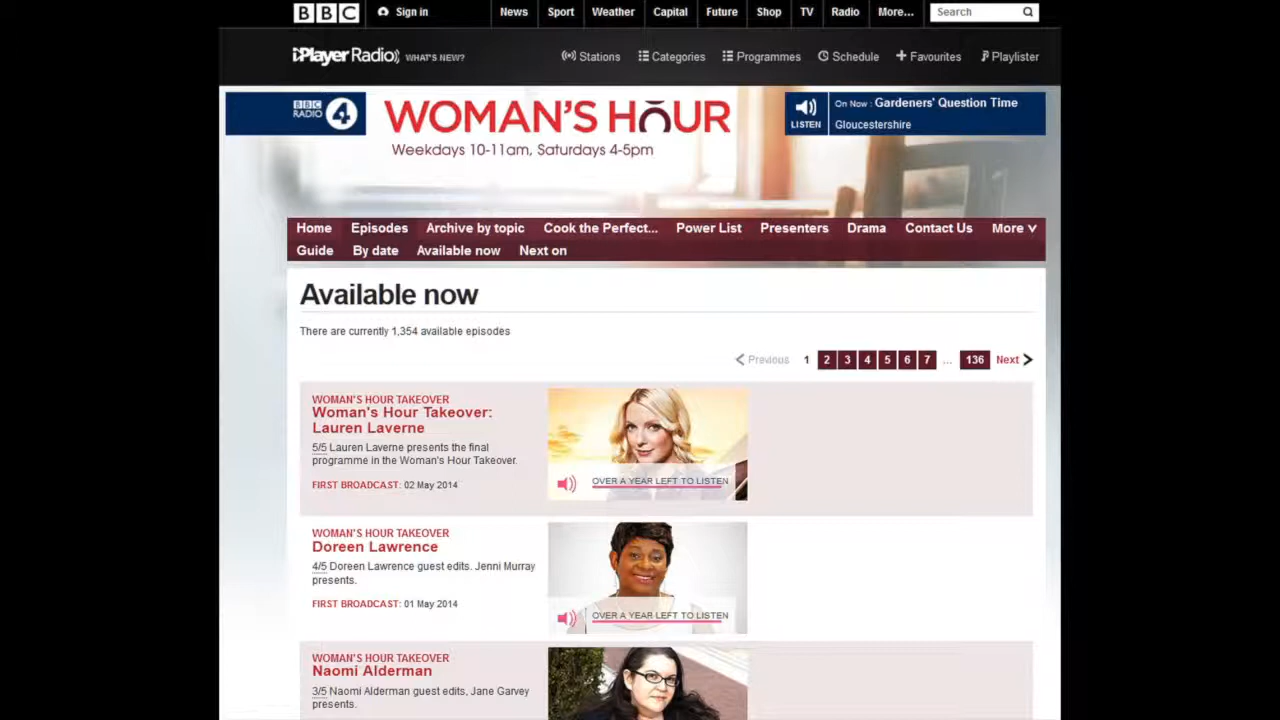 BBC Sign in News Sport Weather Capital Future Shop TV Radio More... Search
iPlayer Radio WHAT'S NEW? Stations Categories Programmes Schedule Favourites Playlister
BBC RADIO 4
WOMAN'S HOUR
Weekdays 10-11am, Saturdays 4-5pm
LISTEN
On Now : Gardeners' Question Time
Gloucestershire
Home Episodes Archive by topic Cook the Perfect... Power List Presenters Drama Contact Us More
Guide By date Available now Next on
Available now
There are currently 1,354 available episodes
Previous 1 2 3 4 5 6 7 ... 136 Next
WOMAN'S HOUR TAKEOVER
Woman's Hour Takeover:
Lauren Laverne
5/5 Lauren Laverne presents the final
programme in the Woman's Hour Takeover.
FIRST BROADCAST: 02 May 2014
OVER A YEAR LEFT TO LISTEN
WOMAN'S HOUR TAKEOVER
Doreen Lawrence
4/5 Doreen Lawrence guest edits. Jenni Murray
presents.
FIRST BROADCAST: 01 May 2014
OVER A YEAR LEFT TO LISTEN
WOMAN'S HOUR TAKEOVER
Naomi Alderman
3/5 Naomi Alderman guest edits, Jane Garvey
presents.